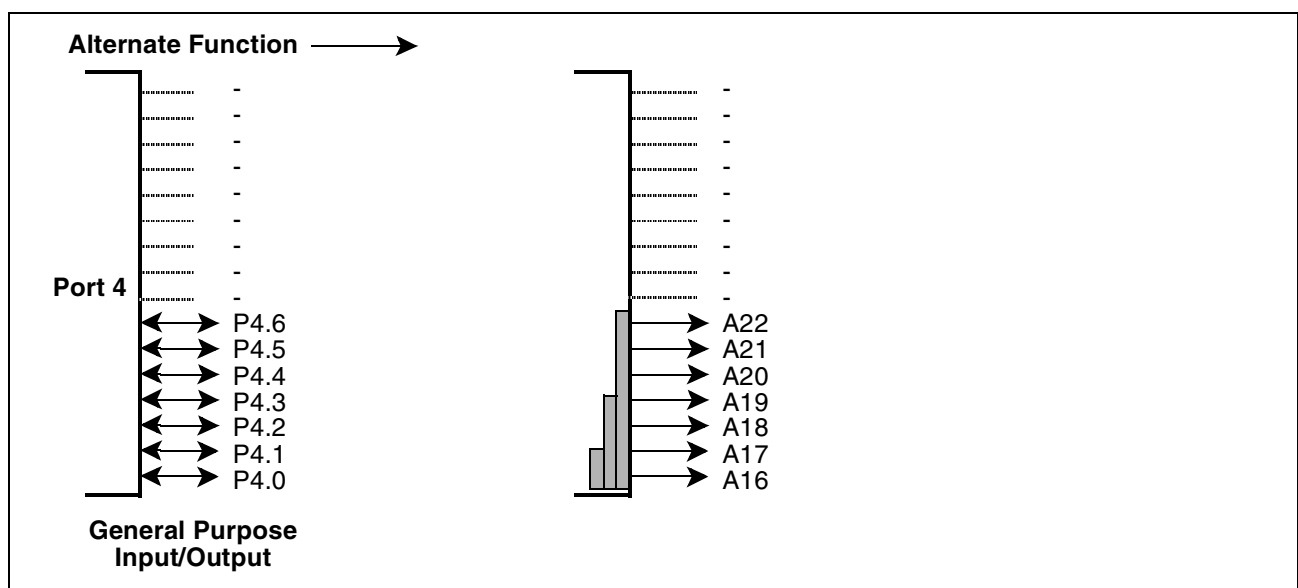 Alternate Function
- -
- -
- -
- -
- -
- -
- -
- -
Port 4
- -
P4.6 A22
P4.5 A21
P4.4 A20
P4.3 A19
P4.2 A18
P4.1 A17
P4.0 A16
General Purpose
Input/Output